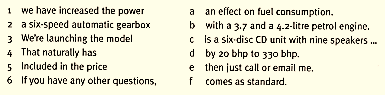 1 we have increased the power
2 a six-speed automatic gearbox
3 We're launching the model
4 That naturally has
5 Included in the price
6 If you have any other questions,
a an effect on fuel consumption.
b with a 3.7 and a 4.2-litre petrol engine.
c is a six-disc CD unit with nine speakers ...
d by 20 bhp to 330 bhp.
e then just call or email me.
f comes as standard.